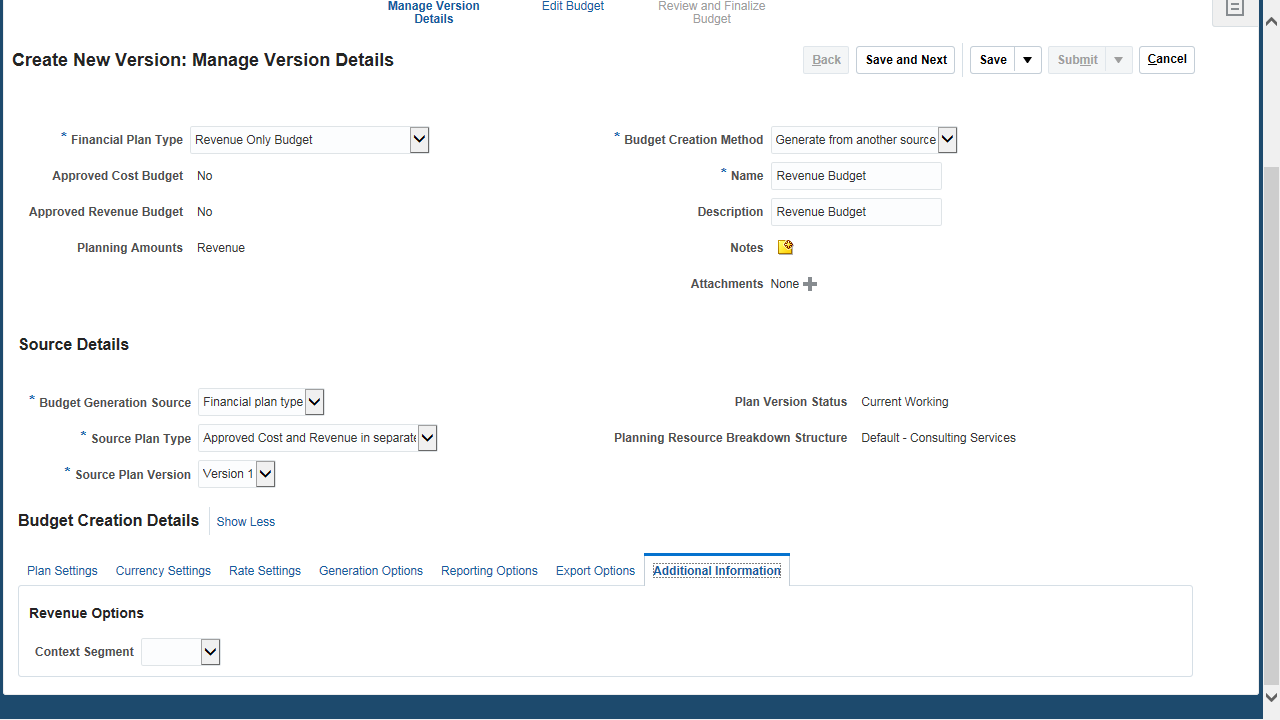 Manage Version Details
Edit Budget
Review and Finalize Budget
Create New Version: Manage Version Details
Back
Save and Next
Save
Submit
Cancel
* Financial Plan Type Revenue Only Budget
* Budget Creation Method Generate from another source
Approved Cost Budget No
* Name Revenue Budget
Approved Revenue Budget No
Description Revenue Budget
Planning Amounts Revenue
Notes
Attachments None
Source Details
* Budget Generation Source Financial plan type
Plan Version Status Current Working
* Source Plan Type Approved Cost and Revenue in separate
Planning Resource Breakdown Structure Default - Consulting Services
* Source Plan Version Version 1
Budget Creation Details Show Less
Plan Settings Currency Settings Rate Settings Generation Options Reporting Options Export Options Additional Information
Revenue Options
Context Segment